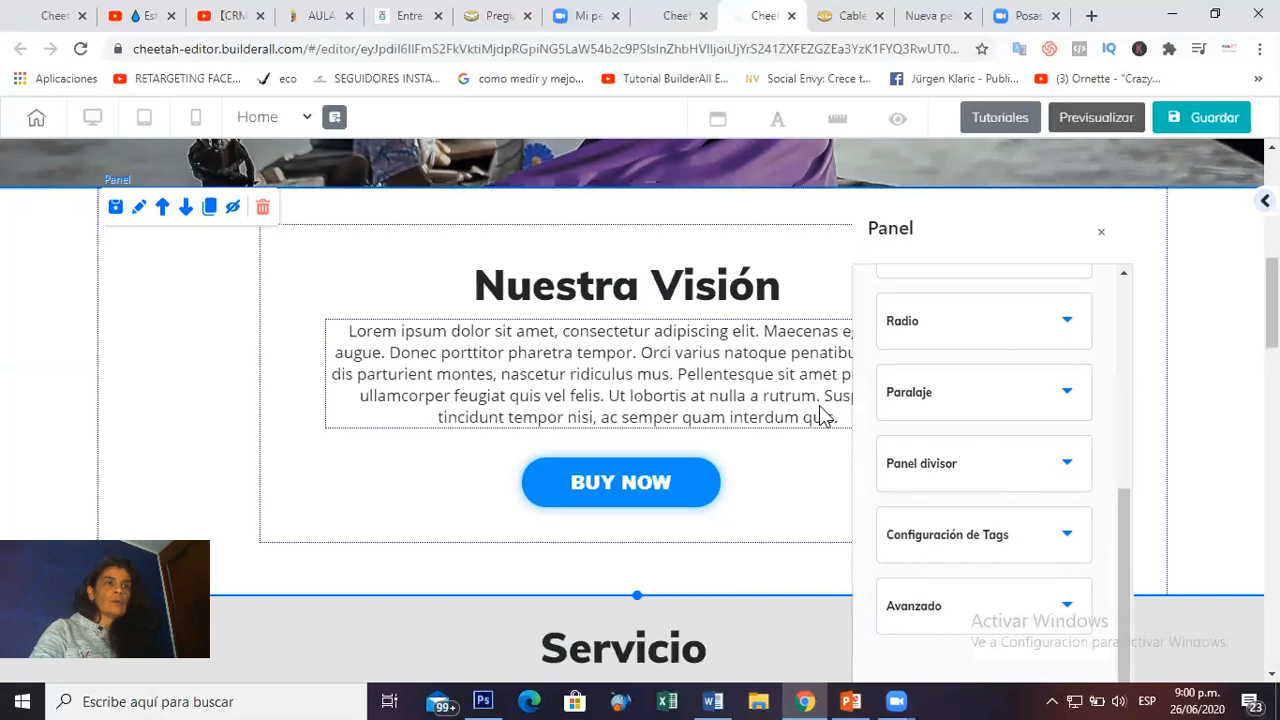 Cheet
Est
[CRM
AULA
Entre
Pregu
Mi pe
Cheet
Cheet
Cable
Nueva pe
Posas
cheetah-editor.builderall.com/#/editor/
Aplicaciones
RETARGETING FACE...
eco
SEGUIDORES INSTA...
como medir y mejo...
Tutorial BuilderAll E...
Social Envy: Crece t...
Jürgen Klaric - Publi...
(3) Ornette - "Crazy...
»
Home
Tutoriales
Previsualizar
Guardar
Panel
Panel
Nuestra Visión
Lorem ipsum dolor sit amet, consectetur adipiscing elit. Maecenas eg
augue. Donec porttitor pharetra tempor. Orci varius natoque penatibu
dis parturient montes, nascetur ridiculus mus. Pellentesque sit amet p
ullamcorper feugiat quis vel felis. Ut lobortis at nulla a rutrum. Susp
tincidunt tempor nisi, ac semper quam interdum quis.
BUY NOW
Radio
Paralaje
Panel divisor
Configuración de Tags
Avanzado
Activar Windows
Ve a Configuración para activar Windows.
Servicio
Escribe aquí para buscar
99+
ESP
9:00 p.m.
26/06/2020
23